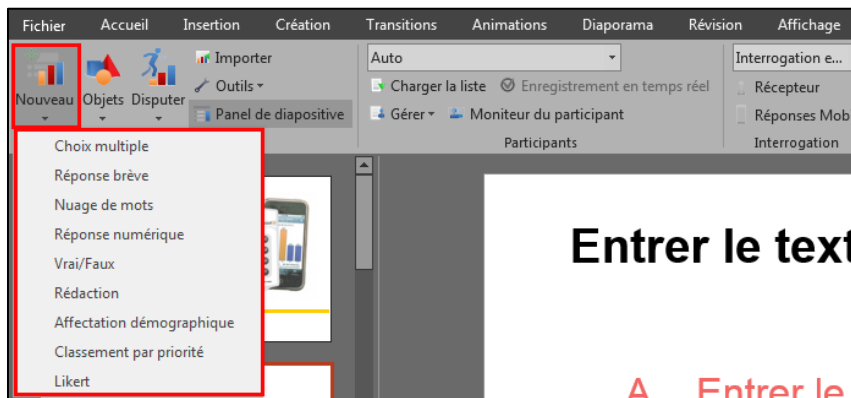 Fichier Accueil Insertion Création Transitions Animations Diaporama Révision Affichage
Importer Auto Interrogation e...
Outils Charger la liste Enregistrement en temps réel Récepteur
Nouveau Objets Disputer
Panel de diapositive Gérer Moniteur du participant Réponses Mob
Participants Interrogation
Choix multiple
Réponse brève
Nuage de mots
Réponse numérique
Vrai/Faux
Rédaction
Affectation démographique
Classement par priorité
Likert
Entrer le text
A Entrer le